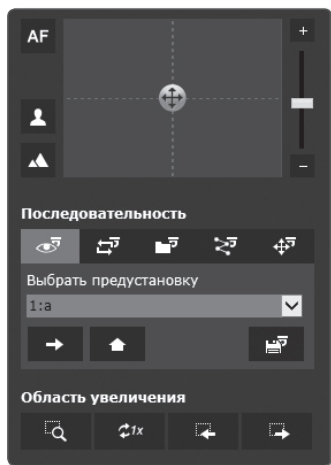 AF
+
−
Последовательность
Выбрать предустановку
1:a
1x
Область увеличения